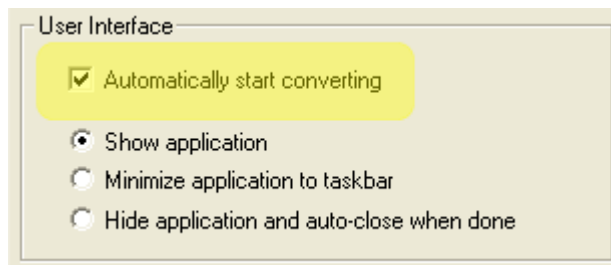 User Interface
Automatically start converting
Show application
Minimize application to taskbar
Hide application and auto-close when done